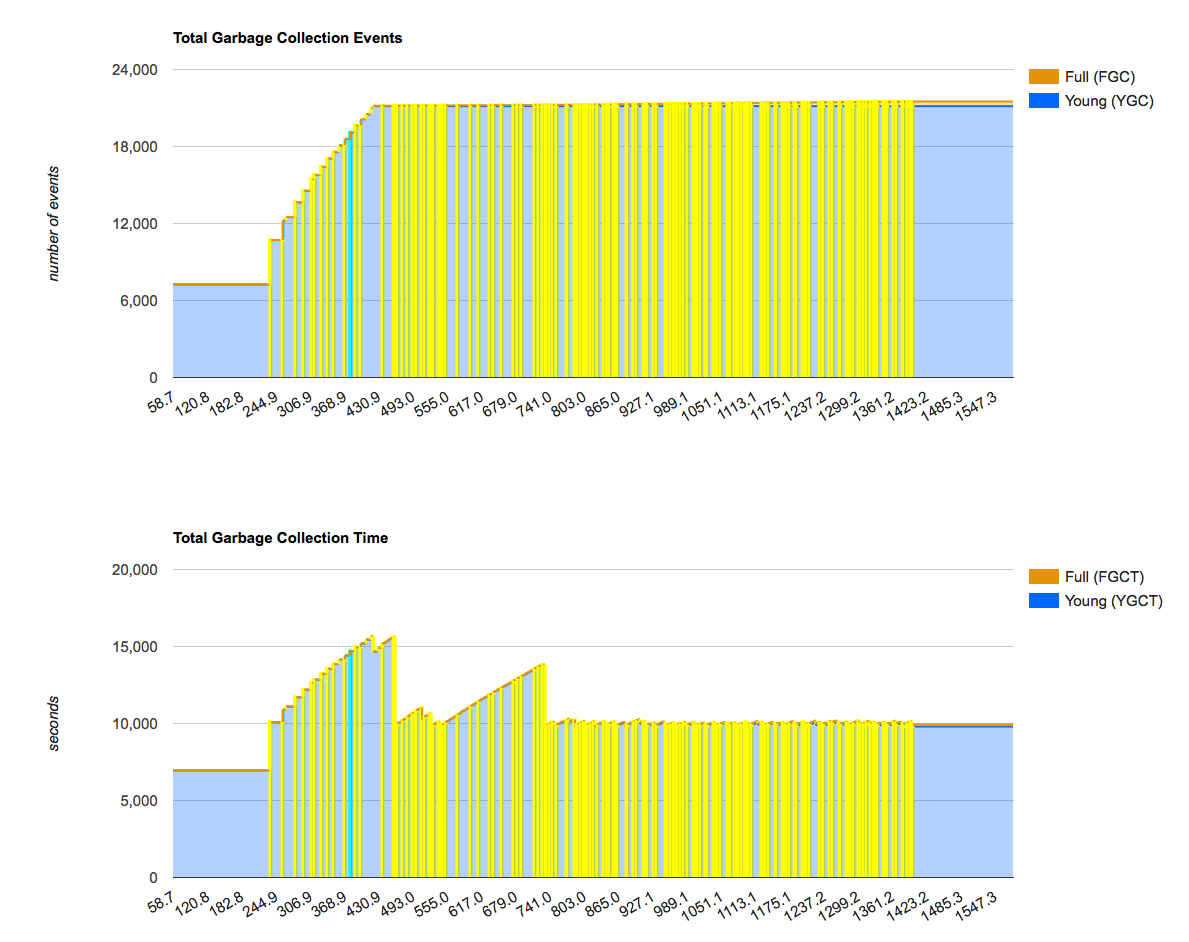 Total Garbage Collection Events
24,000
18,000
12,000
6,000
0
number of events
Full (FGC)
Young (YGC)
58.7 120.8 182.8 244.9 306.9 368.9 430.9 493.0 555.0 617.0 679.0 741.0 803.0 865.0 927.1 989.1 1051.1 1113.1 1175.1 1237.2 1299.2 1361.2 1423.2 1485.3 1547.3
Total Garbage Collection Time
20,000
15,000
10,000
5,000
0
seconds
Full (FGCT)
Young (YGCT)
58.7 120.8 182.8 244.9 306.9 368.9 430.9 493.0 555.0 617.0 679.0 741.0 803.0 865.0 927.1 989.1 1051.1 1113.1 1175.1 1237.2 1299.2 1361.2 1423.2 1485.3 1547.3